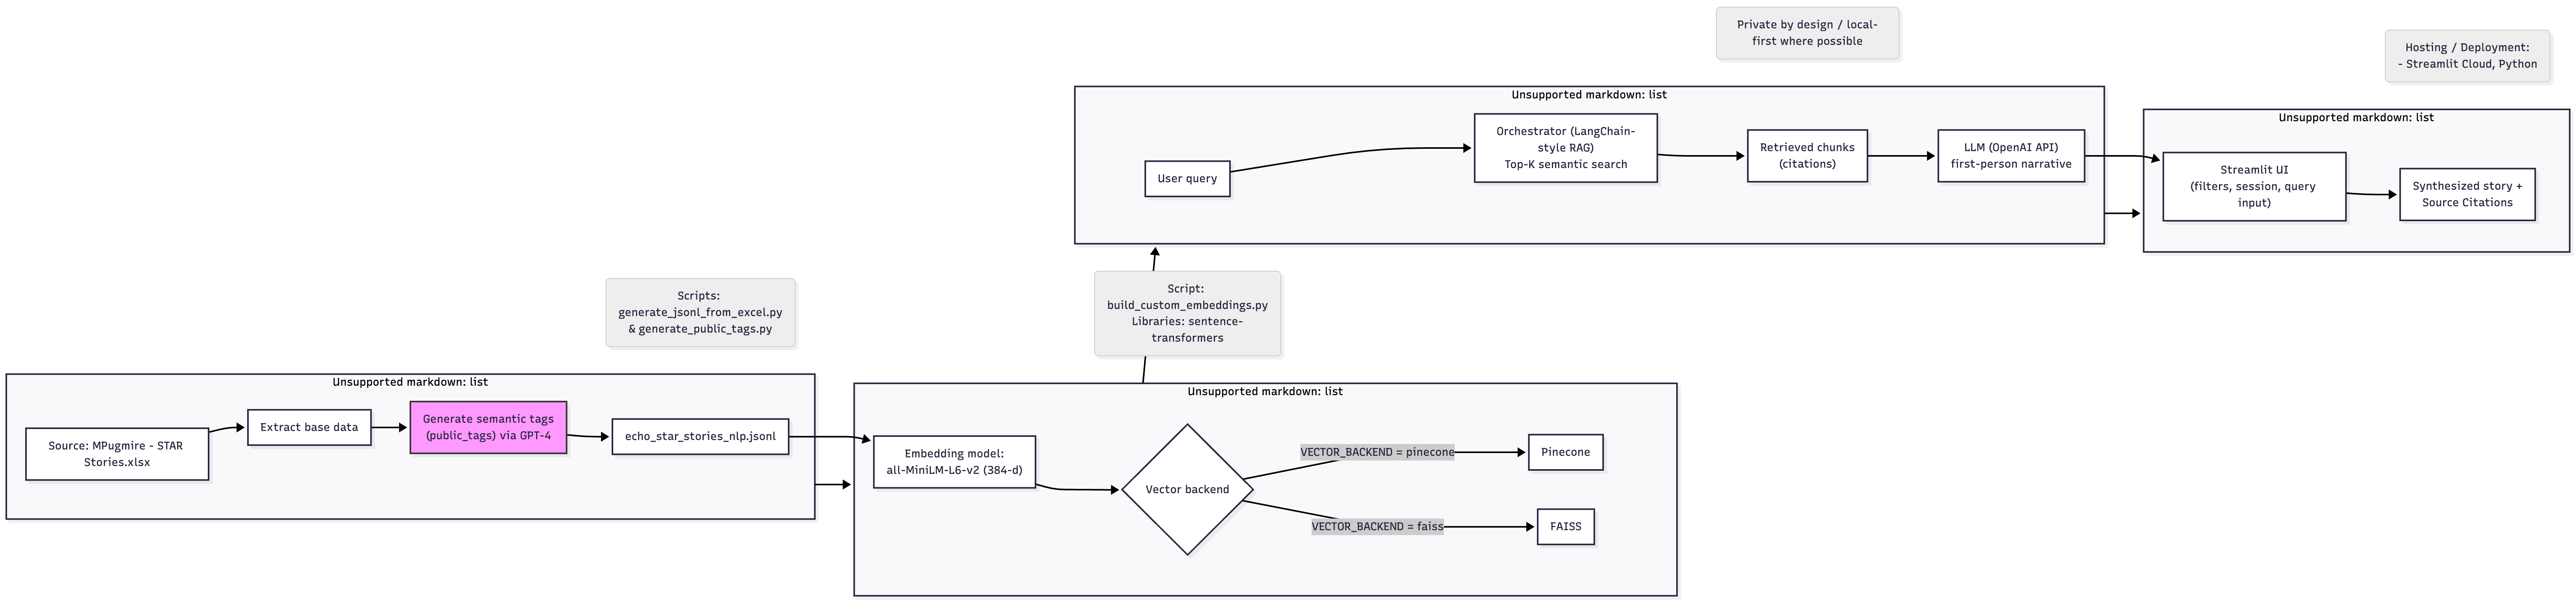 Private by design / local-
first where possible
Hosting / Deployment:
- Streamlit Cloud, Python
Unsupported markdown: list
User query
Orchestrator (LangChain-
style RAG)
Top-K semantic search
Retrieved chunks
(citations)
LLM (OpenAI API)
first-person narrative
Unsupported markdown: list
Streamlit UI
(filters, session, query
input)
Synthesized story +
Source Citations
Scripts:
generate_jsonl_from_excel.py
& generate_public_tags.py
Script:
build_custom_embeddings.py
Libraries: sentence-
transformers
Unsupported markdown: list
Source: MPugmire - STAR
Stories.xlsx
Extract base data
Generate semantic tags
(public_tags) via GPT-4
echo_star_stories_nlp.jsonl
Unsupported markdown: list
Embedding model:
all-MiniLM-L6-v2 (384-d)
Vector backend
VECTOR_BACKEND = pinecone
Pinecone
VECTOR_BACKEND = faiss
FAISS